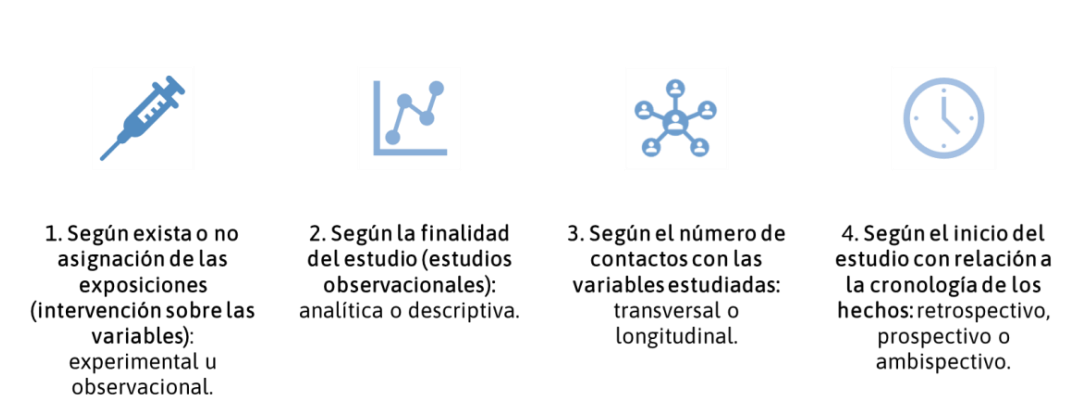 1. Según exista o no
asignación de las
exposiciones
(intervención sobre las
variables):
experimental u
observacional.
2. Según la finalidad
del estudio (estudios
observacionales):
analítica o descriptiva.
3. Según el número de
contactos con las
variables estudiadas:
transversal o
longitudinal.
4. Según el inicio del
estudio con relación a
la cronología de los
hechos: retrospectivo,
prospectivo o
ambispectivo.